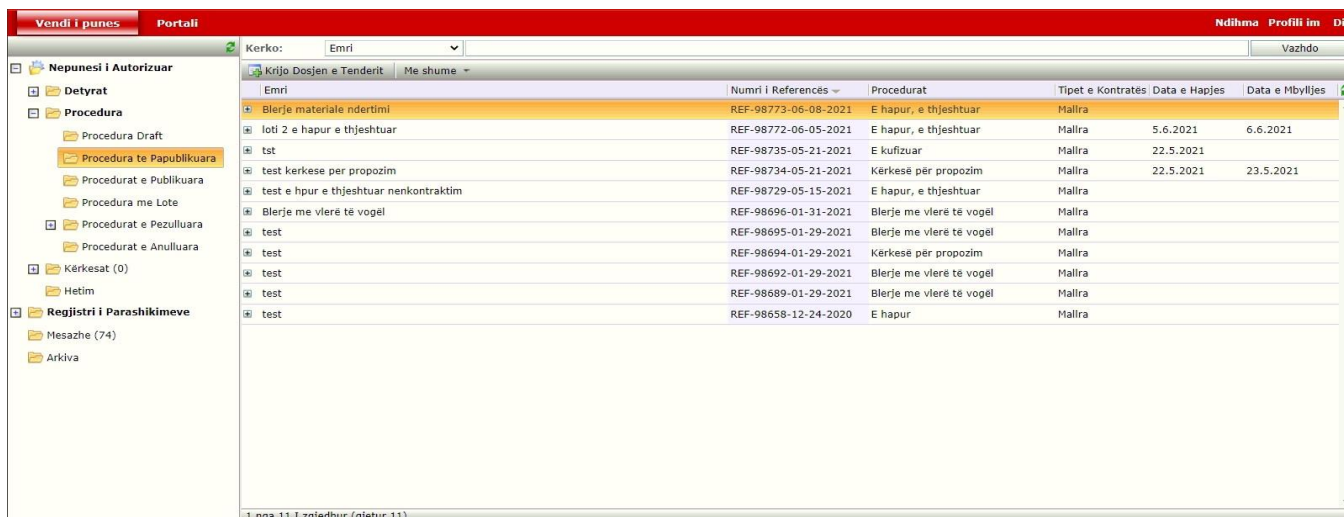 Vendi i punes Portali Ndihma Profili im
Kerko: Emri Vazhdo
Nepunesi i Autorizuar
Detyrat
Procedura
Procedura Draft
Procedura te Papublikuara
Procedurat e Publikuara
Procedura me Lote
Procedurat e Pezulluara
Procedurat e Anulluara
Kërkesat (0)
Hetim
Regjistri i Parashikimeve
Mesazhe (74)
Arkiva
Krijo Dosjen e Tenderit Me shume
Emri Numri i Referencës Procedurat Tipet e Kontratës Data e Hapjes Data e Mbylljes
Blerje materiale ndertimi REF-98773-06-08-2021 E hapur, e thjeshtuar Mallra
loti 2 e hapur e thjeshtuar REF-98772-06-05-2021 E hapur, e thjeshtuar Mallra 5.6.2021 6.6.2021
tst REF-98735-05-21-2021 E kufizuar Mallra 22.5.2021
test kerkese per propozim REF-98734-05-21-2021 Kërkesë për propozim Mallra 22.5.2021 23.5.2021
test e hpur e thjeshtuar nenkontraktim REF-98729-05-15-2021 E hapur, e thjeshtuar Mallra
Blerje me vlerë të vogël REF-98696-01-31-2021 Blerje me vlerë të vogël Mallra
test REF-98695-01-29-2021 Blerje me vlerë të vogël Mallra
test REF-98694-01-29-2021 Kërkesë për propozim Mallra
test REF-98692-01-29-2021 Blerje me vlerë të vogël Mallra
test REF-98689-01-29-2021 Blerje me vlerë të vogël Mallra
test REF-98658-12-24-2020 E hapur Mallra
1 nga 11 I zgjedhur (gjetur 11)